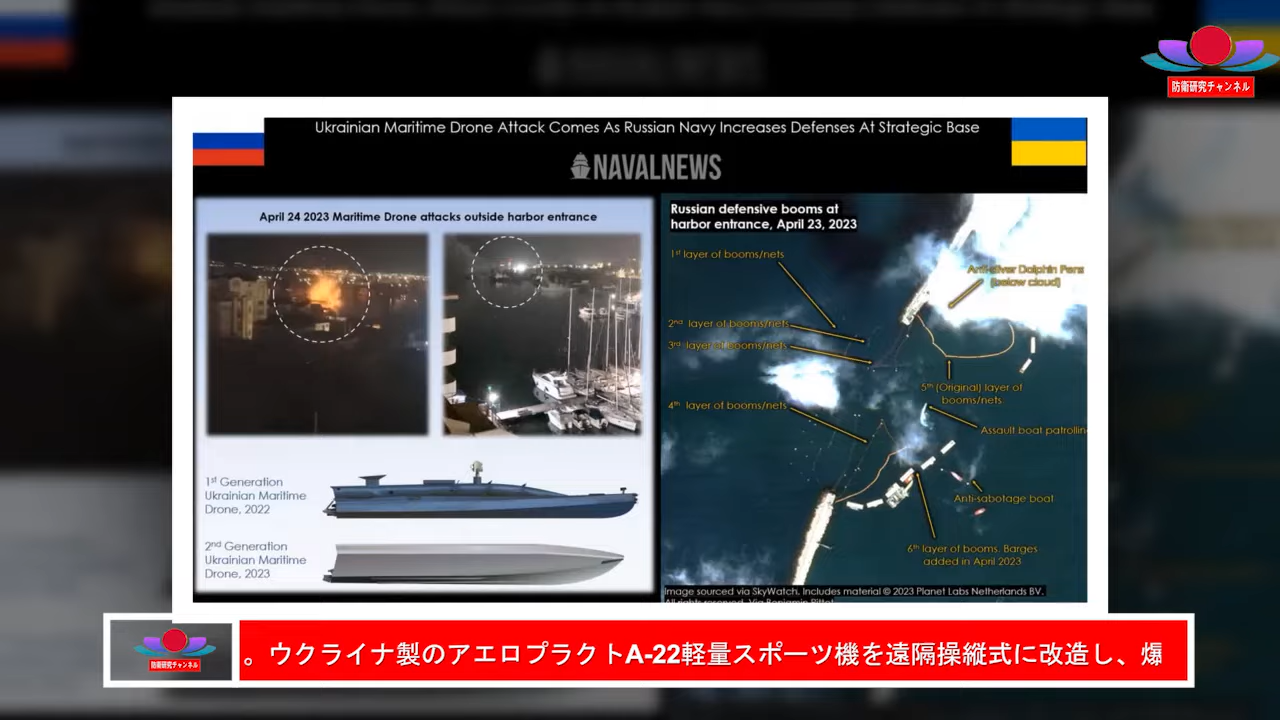 防衛研究チャンネル
Ukrainian Maritime Drone Attack Comes As Russian Navy Increases Defenses At Strategic Base
NAVALNEWS
April 24 2023 Maritime Drone attacks outside harbor entrance
1st Generation
Ukrainian Maritime
Drone, 2022
2nd Generation
Ukrainian Maritime
Drone, 2023
Russian defensive booms at
harbor entrance, April 23, 2023
1st layer of booms/nets
Anti-diver Dolphin Pens
(below cloud)
2nd layer of booms/nets
3rd layer of booms/nets
5th (Original) layer of
booms/nets
4th layer of booms/nets
Assault boat patrollin
Anti-sabotage boat
6th layer of booms. Barges
added in April 2023
Image sourced via SkyWatch. Includes material © 2023 Planet Labs Netherlands BV.
All rights reserved. Via Benjamin Pittet
防衛研究チャンネル
。ウクライナ製のアエロプラクトA-22軽量スポーツ機を遠隔操縦式に改造し、爆